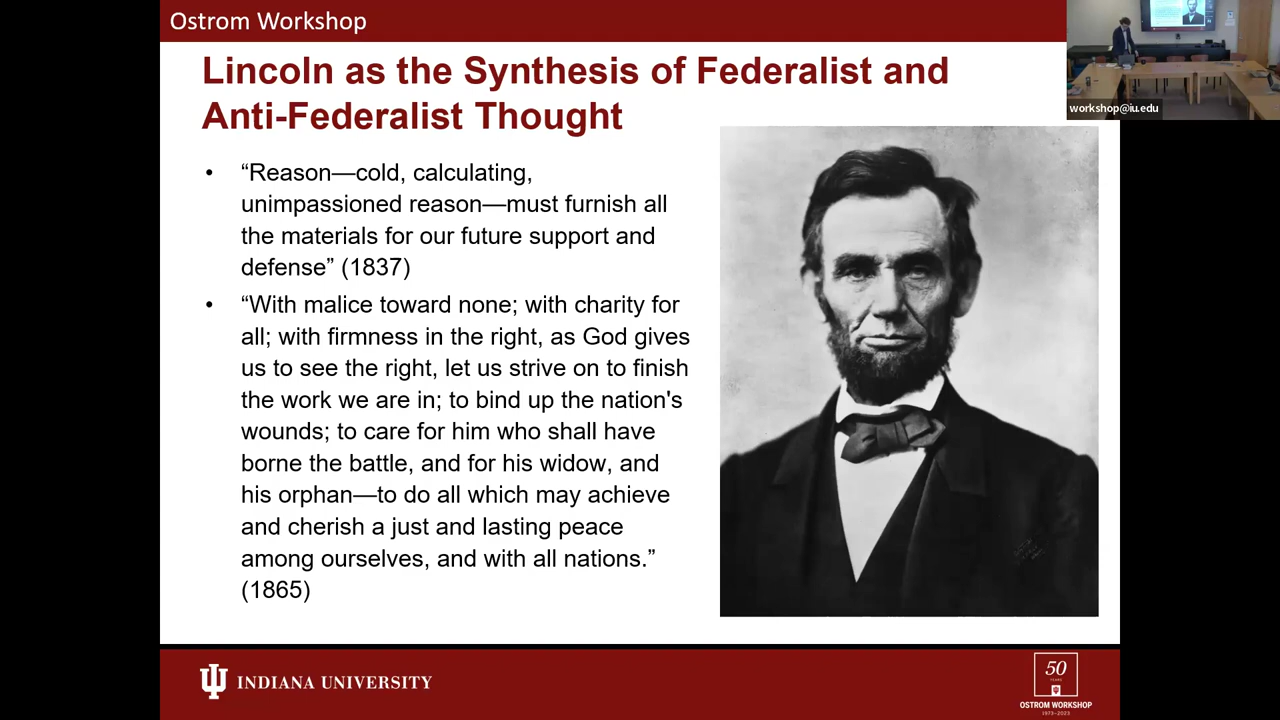 Ostrom Workshop
workshop@iu.edu
Lincoln as the Synthesis of Federalist and
Anti-Federalist Thought
• “Reason—cold, calculating,
unimpassioned reason—must furnish all
the materials for our future support and
defense” (1837)
• “With malice toward none; with charity for
all; with firmness in the right, as God gives
us to see the right, let us strive on to finish
the work we are in; to bind up the nation's
wounds; to care for him who shall have
borne the battle, and for his widow, and
his orphan—to do all which may achieve
and cherish a just and lasting peace
among ourselves, and with all nations.”
(1865)
INDIANA UNIVERSITY
50
YEARS
OSTROM WORKSHOP
1973–2023